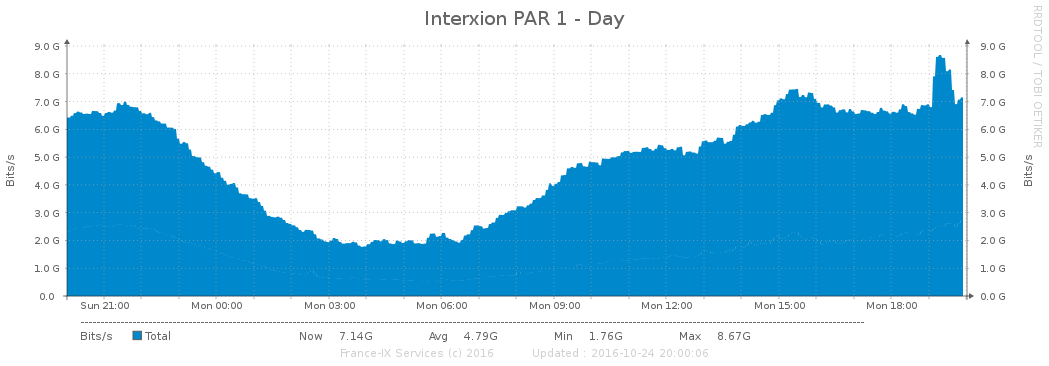 Interxion PAR 1 - Day
RRDTOOL / TOBI OETIKER
Bits/s
9.0 G 9.0 G
8.0 G 8.0 G
7.0 G 7.0 G
6.0 G 6.0 G
5.0 G 5.0 G
4.0 G 4.0 G
3.0 G 3.0 G
2.0 G 2.0 G
1.0 G 1.0 G
0.0 0.0 G
Bits/s
Sun 21:00 Mon 00:00 Mon 03:00 Mon 06:00 Mon 09:00 Mon 12:00 Mon 15:00 Mon 18:00
Bits/s Total Now 7.14G Avg 4.79G Min 1.76G Max 8.67G
France-IX Services (c) 2016 Updated : 2016-10-24 20:00:06